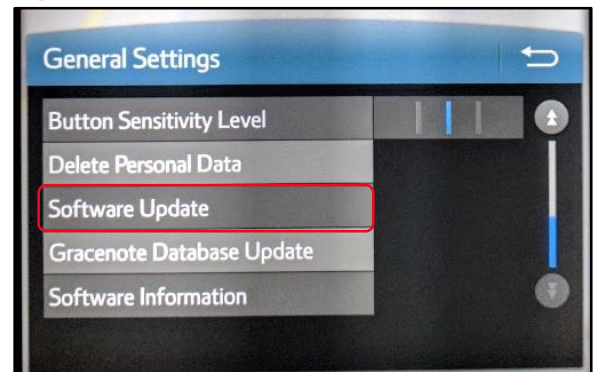 General Settings
Button Sensitivity Level
Delete Personal Data
Software Update
Gracenote Database Update
Software Information